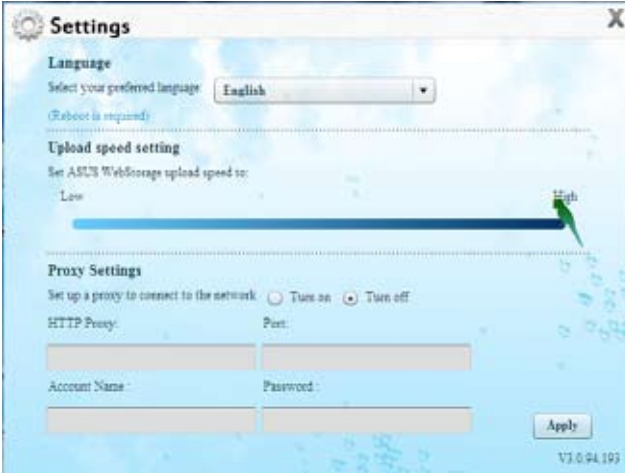 Settings
X
Language
Select your preferred language:
English
(Reboot is required)
Upload speed setting
Set ASUS WebStorage upload speed to:
Low High
Proxy Settings
Set up a proxy to connect to the network Turn on Turn off
HTTP Proxy: Port:
Account Name : Password :
Apply
V3.0.94.193